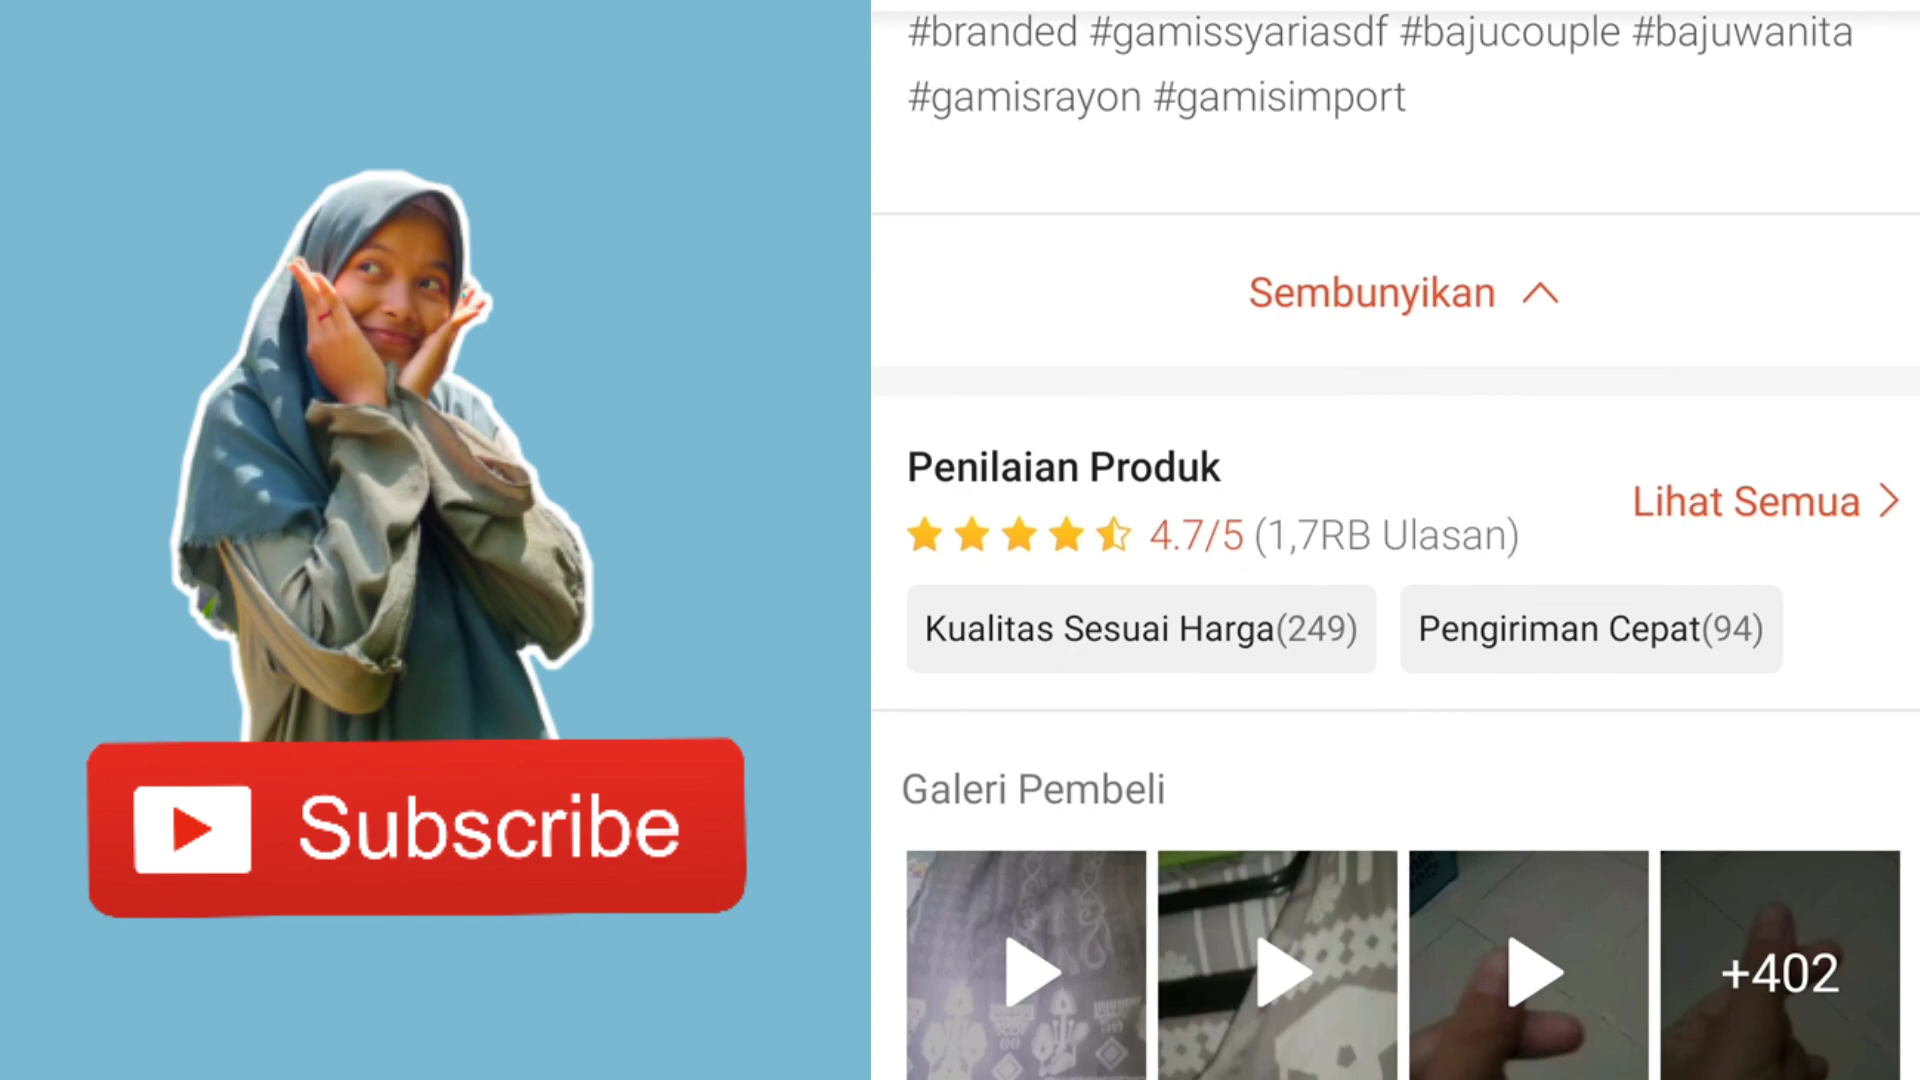 #branded #gamissyariasdf #bajucouple #bajuwanita
#gamisrayon #gamisimport
Sembunyikan
Penilaian Produk
Lihat Semua
4.7/5 (1,7RB Ulasan)
Kualitas Sesuai Harga(249)
Pengiriman Cepat(94)
Galeri Pembeli
+402
Subscribe